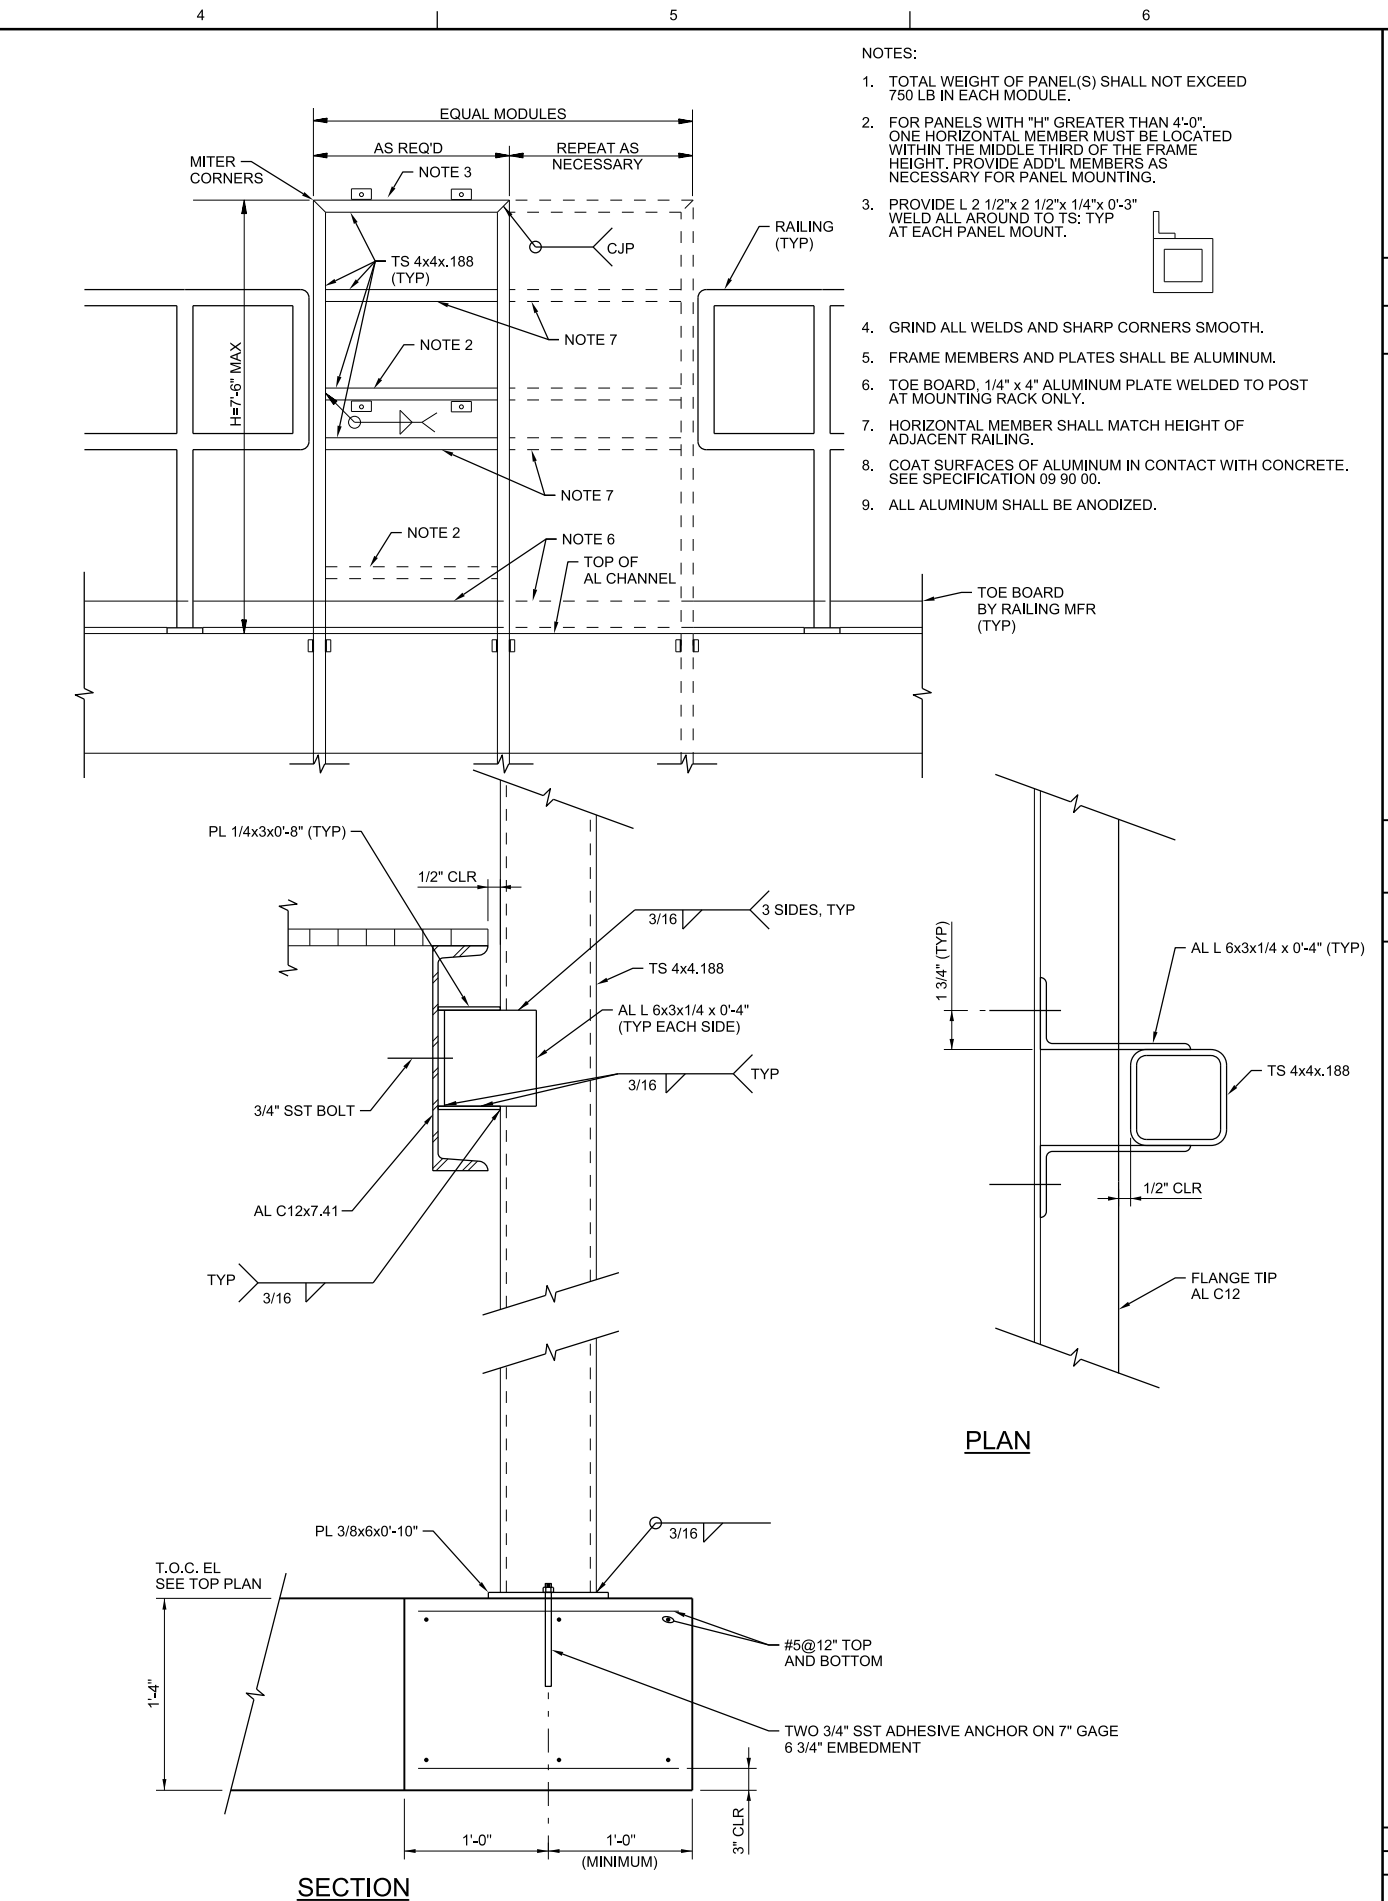 4
5
6
NOTES:
1. TOTAL WEIGHT OF PANEL(S) SHALL NOT EXCEED
750 LB IN EACH MODULE.
2. FOR PANELS WITH "H" GREATER THAN 4'-0".
ONE HORIZONTAL MEMBER MUST BE LOCATED
WITHIN THE MIDDLE THIRD OF THE FRAME
HEIGHT. PROVIDE ADD'L MEMBERS AS
NECESSARY FOR PANEL MOUNTING.
3. PROVIDE L 2 1/2"x 2 1/2"x 1/4"x 0'-3"
WELD ALL AROUND TO TS: TYP
AT EACH PANEL MOUNT.
4. GRIND ALL WELDS AND SHARP CORNERS SMOOTH.
5. FRAME MEMBERS AND PLATES SHALL BE ALUMINUM.
6. TOE BOARD, 1/4" x 4" ALUMINUM PLATE WELDED TO POST
AT MOUNTING RACK ONLY.
7. HORIZONTAL MEMBER SHALL MATCH HEIGHT OF
ADJACENT RAILING.
8. COAT SURFACES OF ALUMINUM IN CONTACT WITH CONCRETE.
SEE SPECIFICATION 09 90 00.
9. ALL ALUMINUM SHALL BE ANODIZED.
EQUAL MODULES
AS REQ'D
REPEAT AS
NECESSARY
MITER
CORNERS
NOTE 3
CJP
RAILING
(TYP)
TS 4x4x.188
(TYP)
NOTE 7
NOTE 2
H=7'-6" MAX
NOTE 7
NOTE 2
NOTE 6
TOP OF
AL CHANNEL
TOE BOARD
BY RAILING MFR
(TYP)
PL 1/4x3x0'-8" (TYP)
1/2" CLR
3/16
3 SIDES, TYP
TS 4x4.188
AL L 6x3x1/4 x 0'-4"
(TYP EACH SIDE)
3/16
TYP
3/4" SST BOLT
AL C12x7.41
TYP
3/16
1 3/4" (TYP)
AL L 6x3x1/4 x 0'-4" (TYP)
TS 4x4x.188
1/2" CLR
FLANGE TIP
AL C12
PLAN
PL 3/8x6x0'-10"
3/16
T.O.C. EL
SEE TOP PLAN
1'-4"
#5@12" TOP
AND BOTTOM
TWO 3/4" SST ADHESIVE ANCHOR ON 7" GAGE
6 3/4" EMBEDMENT
3" CLR
1'-0"
1'-0"
(MINIMUM)
SECTION